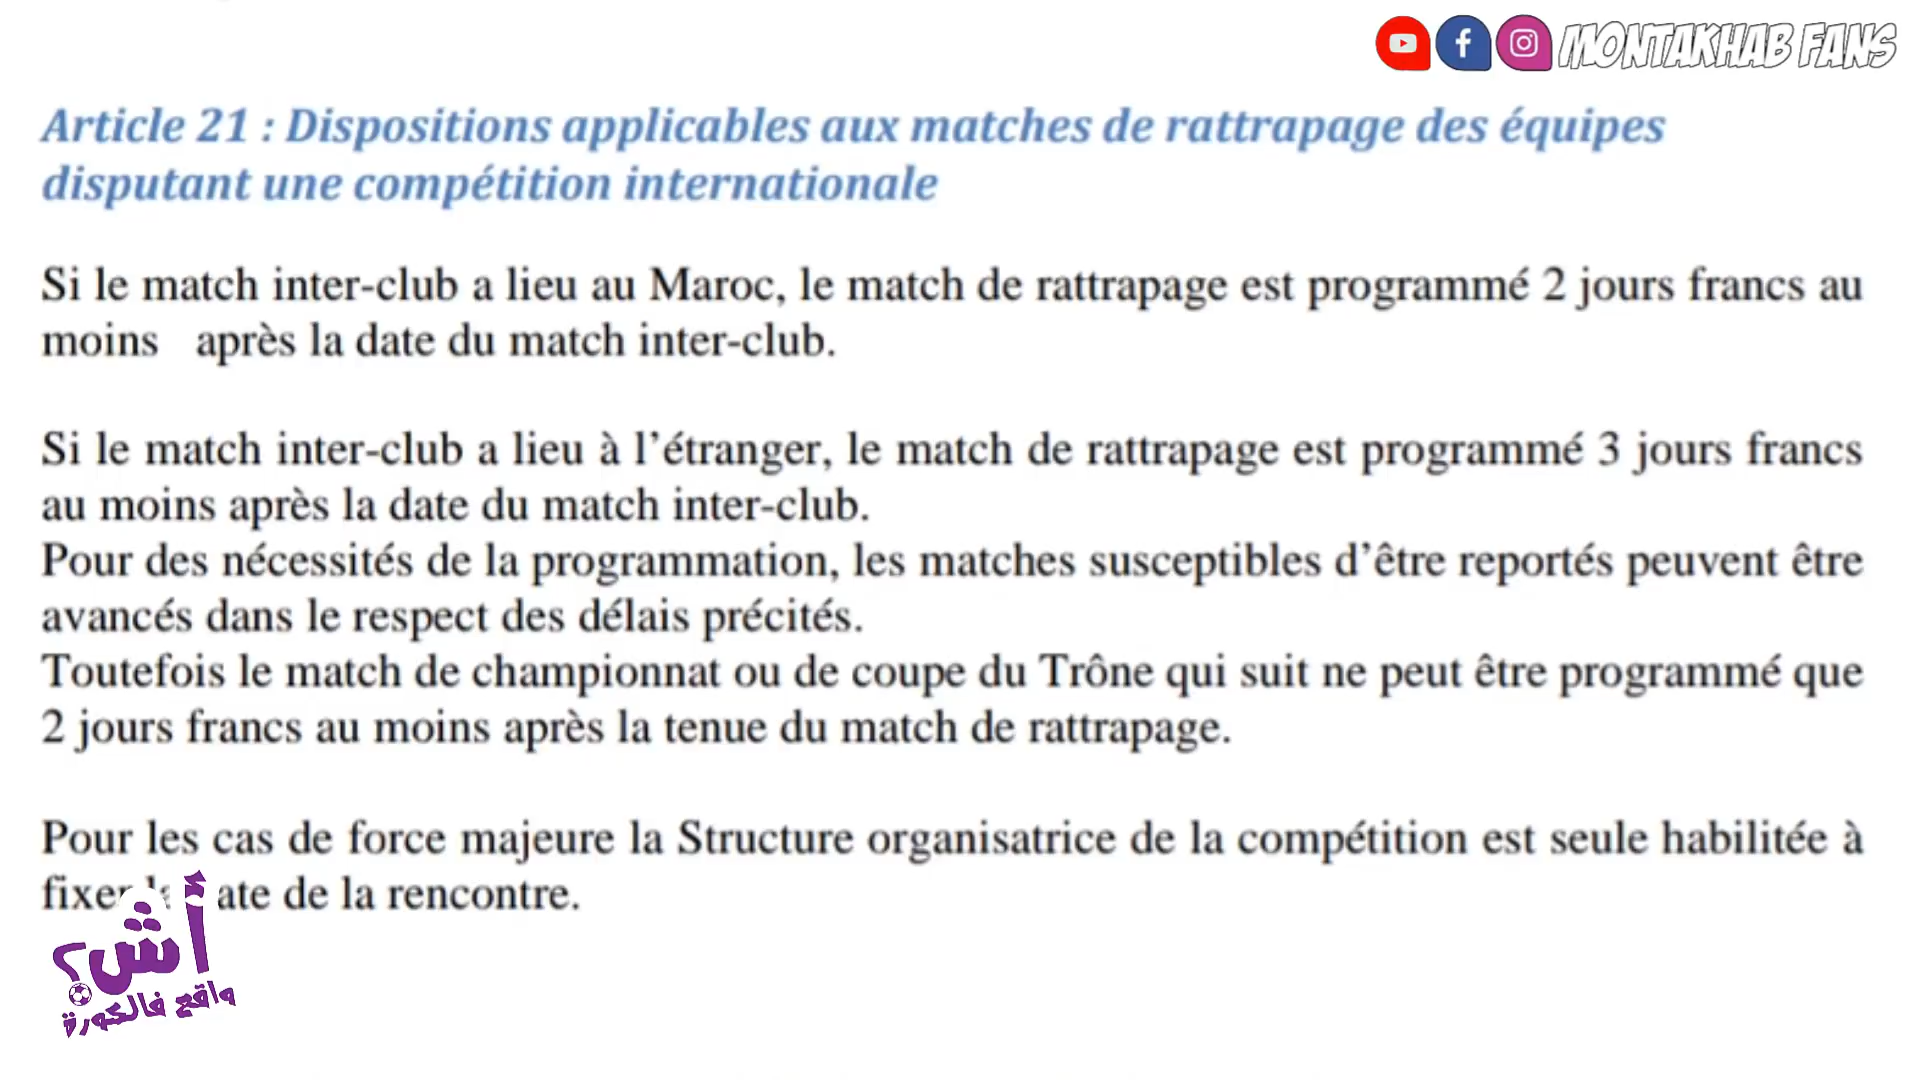 MONTAKHAB FANS
Article 21 : Dispositions applicables aux matches de rattrapage des équipes
disputant une compétition internationale
Si le match inter-club a lieu au Maroc, le match de rattrapage est programmé 2 jours francs au
moins après la date du match inter-club.
Si le match inter-club a lieu à l’étranger, le match de rattrapage est programmé 3 jours francs
au moins après la date du match inter-club.
Pour des nécessités de la programmation, les matches susceptibles d’être reportés peuvent être
avancés dans le respect des délais précités.
Toutefois le match de championnat ou de coupe du Trône qui suit ne peut être programmé que
2 jours francs au moins après la tenue du match de rattrapage.
Pour les cas de force majeure la Structure organisatrice de la compétition est seule habilitée à
fixer de la rencontre.
أش؟
واقع فالكورة